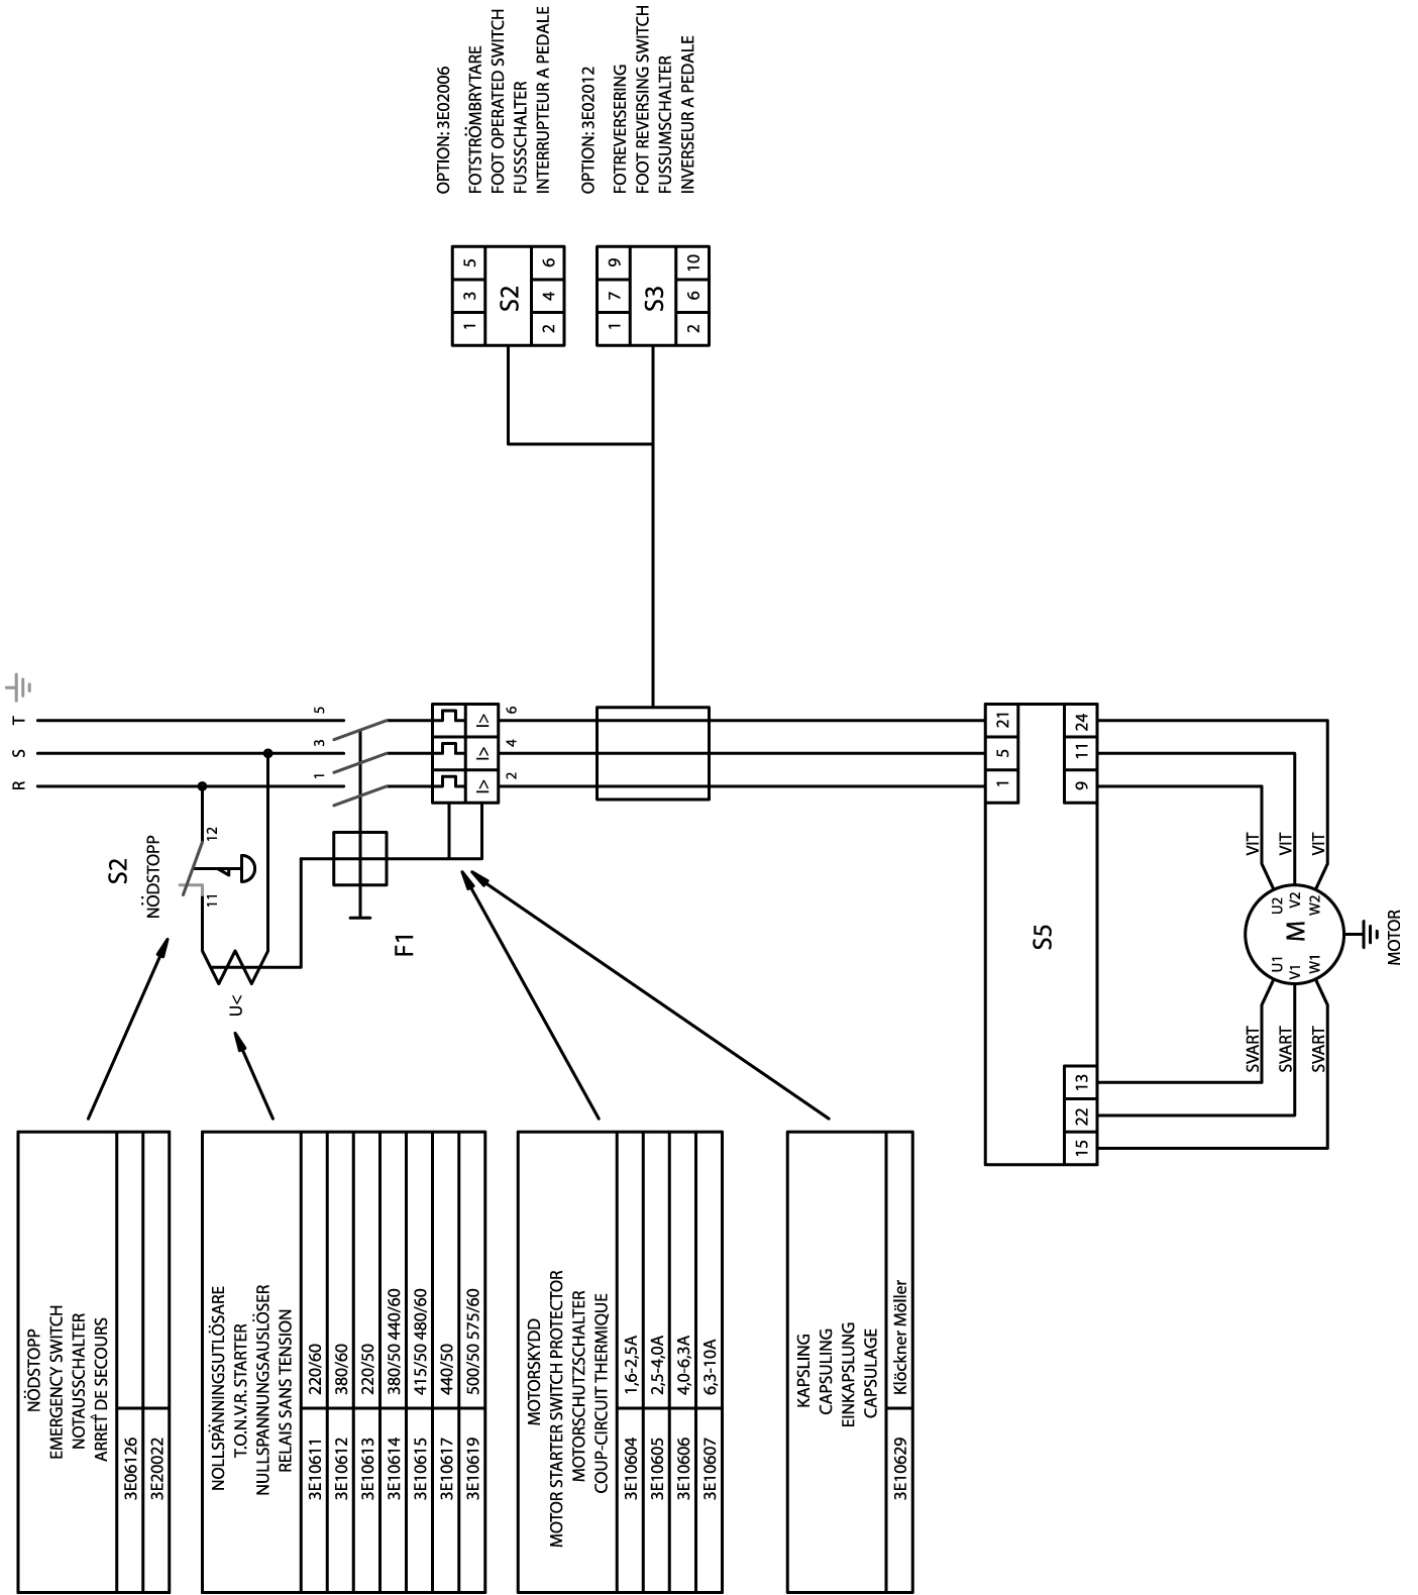 NÖDSTOPP
EMERGENCY SWITCH
NOTAUSSCHALTER
ARREÎT DE SECOURS
3E06126
3E20022
NOLLSPÄNNINGSUTLÖSARE
T.O.N.V.R. STARTER
NULLSPANNUNGSAUSLÖSER
RELAIS SANS TENSION
3E10611 220/60
3E10612 380/60
3E10613 220/50
3E10614 380/50 440/60
3E10615 415/50 480/60
3E10617 440/50
3E10619 500/50 575/60
MOTORSKYDD
MOTOR STARTER SWITCH PROTECTOR
MOTORSCHUTZSCHALTER
COUP-CIRCUIT THERMIQUE
3E10604 1,6-2,5A
3E10605 2,5-4,0A
3E10606 4,0-6,3A
3E10607 6,3-10A
KAPSLING
CAPSULING
EINKAPSLUNG
CAPSULAGE
3E10629 Klöckner Möller
R S T
S2
NÖDSTOPP
11 12
U<
F1
1 3 5
I> I> I>
2 4 6
OPTION: 3E02006
FOTSTRÖMBRYTARE
FOOT OPERATED SWITCH
FUSSSCHALTER
INTERRUPTEUR A PEDALE
1 3 5
S2
2 4 6
OPTION: 3E02012
FOTREVERSERING
FOOT REVERSING SWITCH
FUSSUMSCHALTER
INVERSEUR A PEDALE
1 7 9
S3
2 6 10
1 5 21
S5
15 22 13 9 11 24
SVART VIT
SVART VIT
SVART VIT
U1 U2
V1 M V2
W1 W2
MOTOR